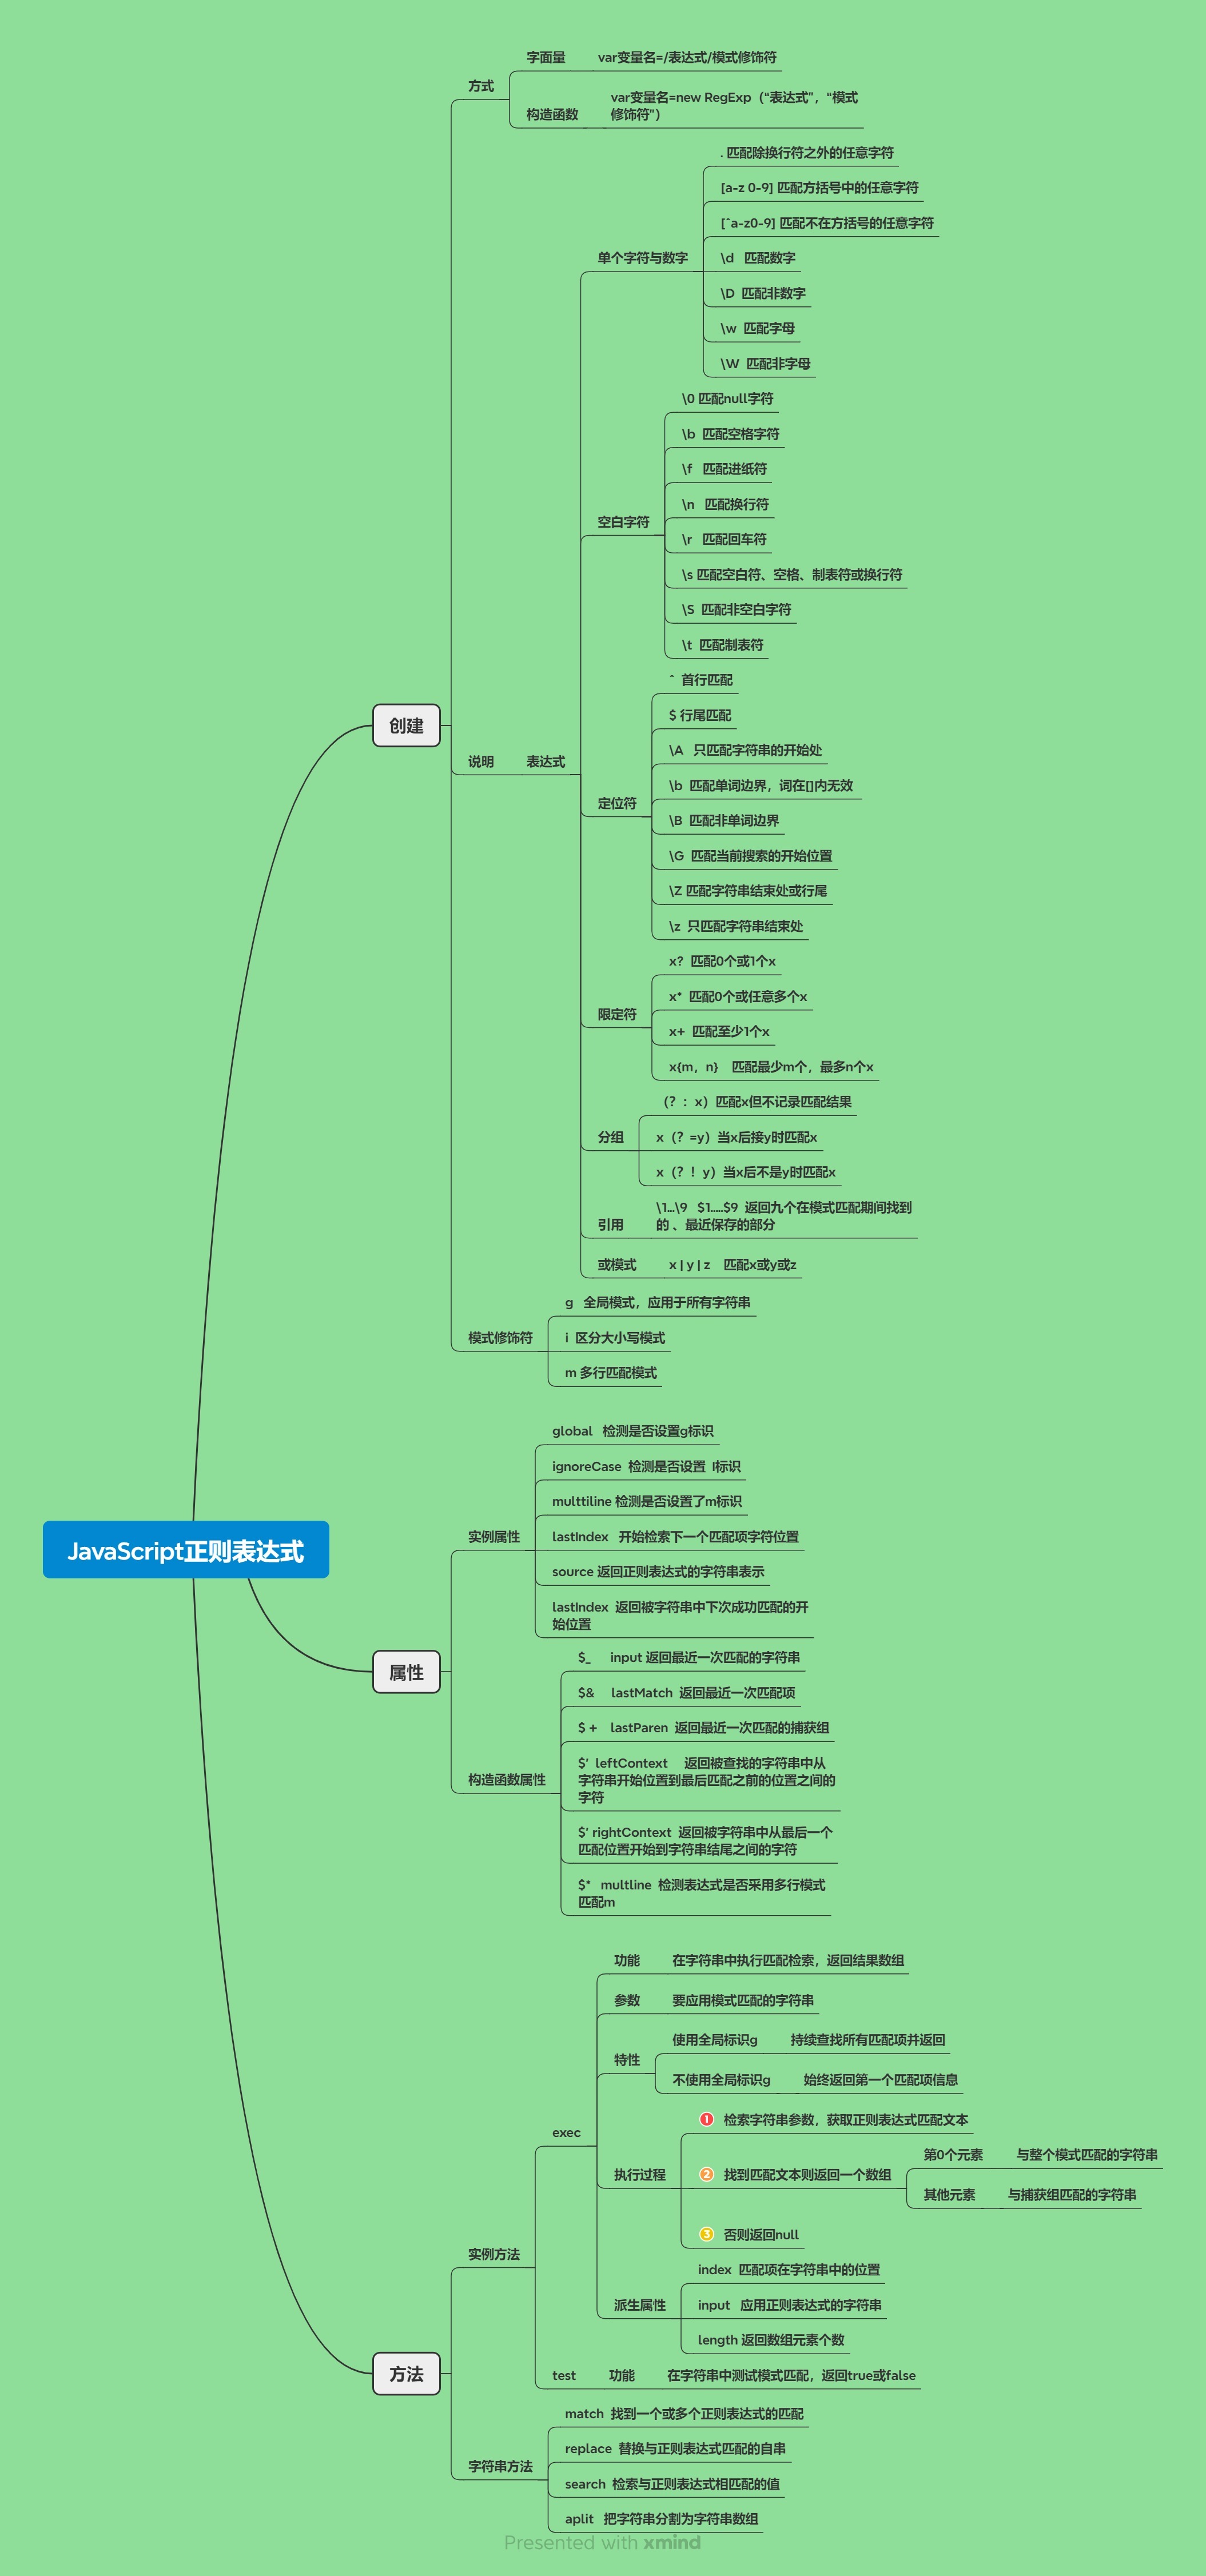 字面量 var变量名=/表达式/模式修饰符
方式
构造函数 var变量名=new RegExp（“表达式”，“模式
修饰符"）
. 匹配除换行符之外的任意字符
[a-z 0-9] 匹配方括号中的任意字符
[ˆa-z0-9] 匹配不在方括号的任意字符
单个字符与数字
\d 匹配数字
\D 匹配非数字
\w 匹配字母
\W 匹配非字母
\0 匹配null字符
\b 匹配空格字符
\f 匹配进纸符
\n 匹配换行符
空白字符
\r 匹配回车符
\s 匹配空白符、空格、制表符或换行符
\S 匹配非空白字符
\t 匹配制表符
ˆ 首行匹配
$ 行尾匹配
创建
\A 只匹配字符串的开始处
说明 表达式
\b 匹配单词边界，词在[]内无效
定位符
\B 匹配非单词边界
\G 匹配当前搜索的开始位置
\Z 匹配字符串结束处或行尾
\z 只匹配字符串结束处
x? 匹配0个或1个x
x* 匹配0个或任意多个x
限定符
x+ 匹配至少1个x
x{m，n} 匹配最少m个，最多n个x
（？：x）匹配x但不记录匹配结果
分组 x（？=y）当x后接y时匹配x
x（？！y）当x后不是y时匹配x
\1...\9 $1.....$9 返回九个在模式匹配期间找到
引用 的、最近保存的部分
或模式 x | y | z 匹配x或y或z
g 全局模式，应用于所有字符串
模式修饰符 i 区分大小写模式
m 多行匹配模式
global 检测是否设置g标识
ignoreCase 检测是否设置 I标识
multtiline 检测是否设置了m标识
实例属性 lastIndex 开始检索下一个匹配项字符位置
JavaScript正则表达式
source 返回正则表达式的字符串表示
lastIndex 返回被字符串中下次成功匹配的开
始位置
$_ input 返回最近一次匹配的字符串
属性
$& lastMatch 返回最近一次匹配项
$ + lastParen 返回最近一次匹配的捕获组
$’ leftContext 返回被查找的字符串中从
构造函数属性 字符串开始位置到最后匹配之前的位置之间的
字符
$’ rightContext 返回被字符串中从最后一个
匹配位置开始到字符串结尾之间的字符
$* multline 检测表达式是否采用多行模式
匹配m
功能 在字符串中执行匹配检索，返回结果数组
参数 要应用模式匹配的字符串
使用全局标识g 持续查找所有匹配项并返回
特性
不使用全局标识g 始终返回第一个匹配项信息
1 检索字符串参数，获取正则表达式匹配文本
exec
第0个元素 与整个模式匹配的字符串
执行过程 2 找到匹配文本则返回一个数组
其他元素 与捕获组匹配的字符串
3 否则返回null
实例方法
index 匹配项在字符串中的位置
派生属性 input 应用正则表达式的字符串
length 返回数组元素个数
方法
test 功能 在字符串中测试模式匹配，返回true或false
match 找到一个或多个正则表达式的匹配
replace 替换与正则表达式匹配的自串
字符串方法
search 检索与正则表达式相匹配的值
aplit 把字符串分割为字符串数组
Presented with xmind